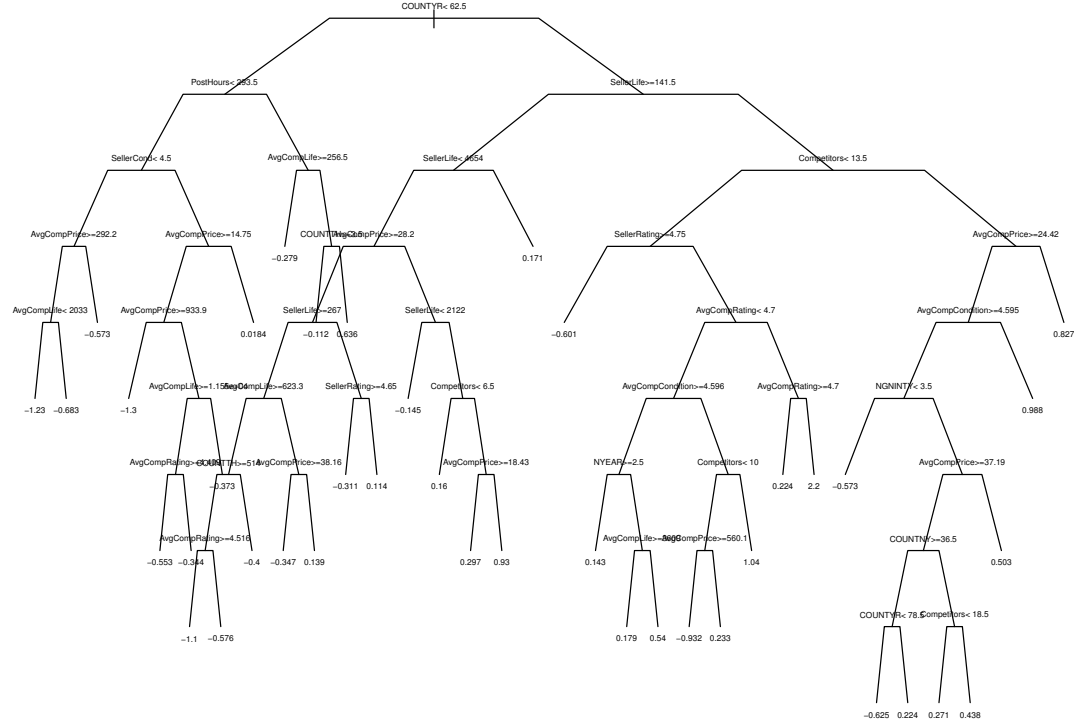 COUNTYR< 62.5
PostHours< 293.5
SellerLife>=141.5
SellerCond< 4.5
AvgCompLife>=256.5
SellerLife< 4654
Competitors< 13.5
AvgCompPrice>=292.2
AvgCompPrice>=14.75
AvgCompPrice>=28.2
SellerRating>=4.75
AvgCompPrice>=24.42
−0.279
0.171
AvgCompLife< 2033
AvgCompPrice>=933.9
SellerLife>=267
SellerLife< 2122
AvgCompRating< 4.7
AvgCompCondition>=4.595
−0.573
0.0184
−0.112
0.636
−0.601
0.827
AvgCompLife>=623.3
SellerRating>=4.65
Competitors< 6.5
AvgCompCondition>=4.596
AvgCompRating>=4.7
NGNINTY< 3.5
−1.23
−0.683
−1.3
−0.145
0.988
AvgCompPrice>=38.16
AvgCompPrice>=18.43
NYEAR>=2.5
Competitors< 10
AvgCompPrice>=37.19
−0.373
−0.311
0.114
0.16
0.224
2.2
−0.573
AvgCompRating>=4.516
AvgCompPrice>=560.1
COUNTNY>=36.5
−0.553
−0.344
−0.4
−0.347
0.139
0.297
0.93
0.143
1.04
0.503
COUNTYR< 78.5
Competitors< 18.5
−1.1
−0.576
0.179
0.54
−0.932
0.233
−0.625
0.224
0.271
0.438